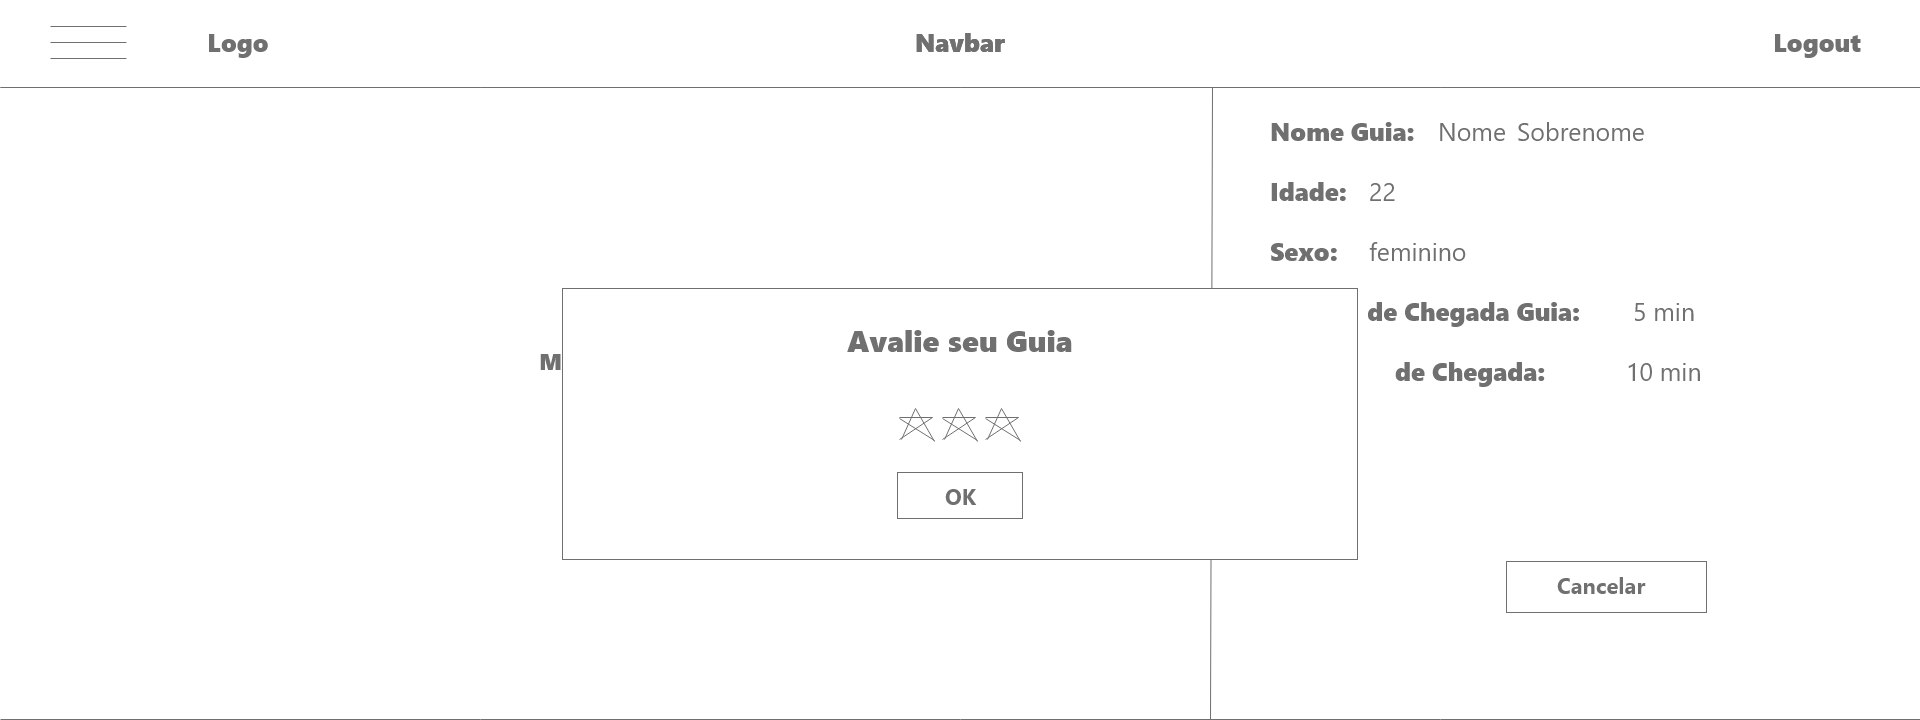 Logo Navbar Logout
Nome Guia: Nome Sobrenome
Idade: 22
Sexo: feminino
de Chegada Guia: 5 min
de Chegada: 10 min
M
Avalie seu Guia
OK
Cancelar